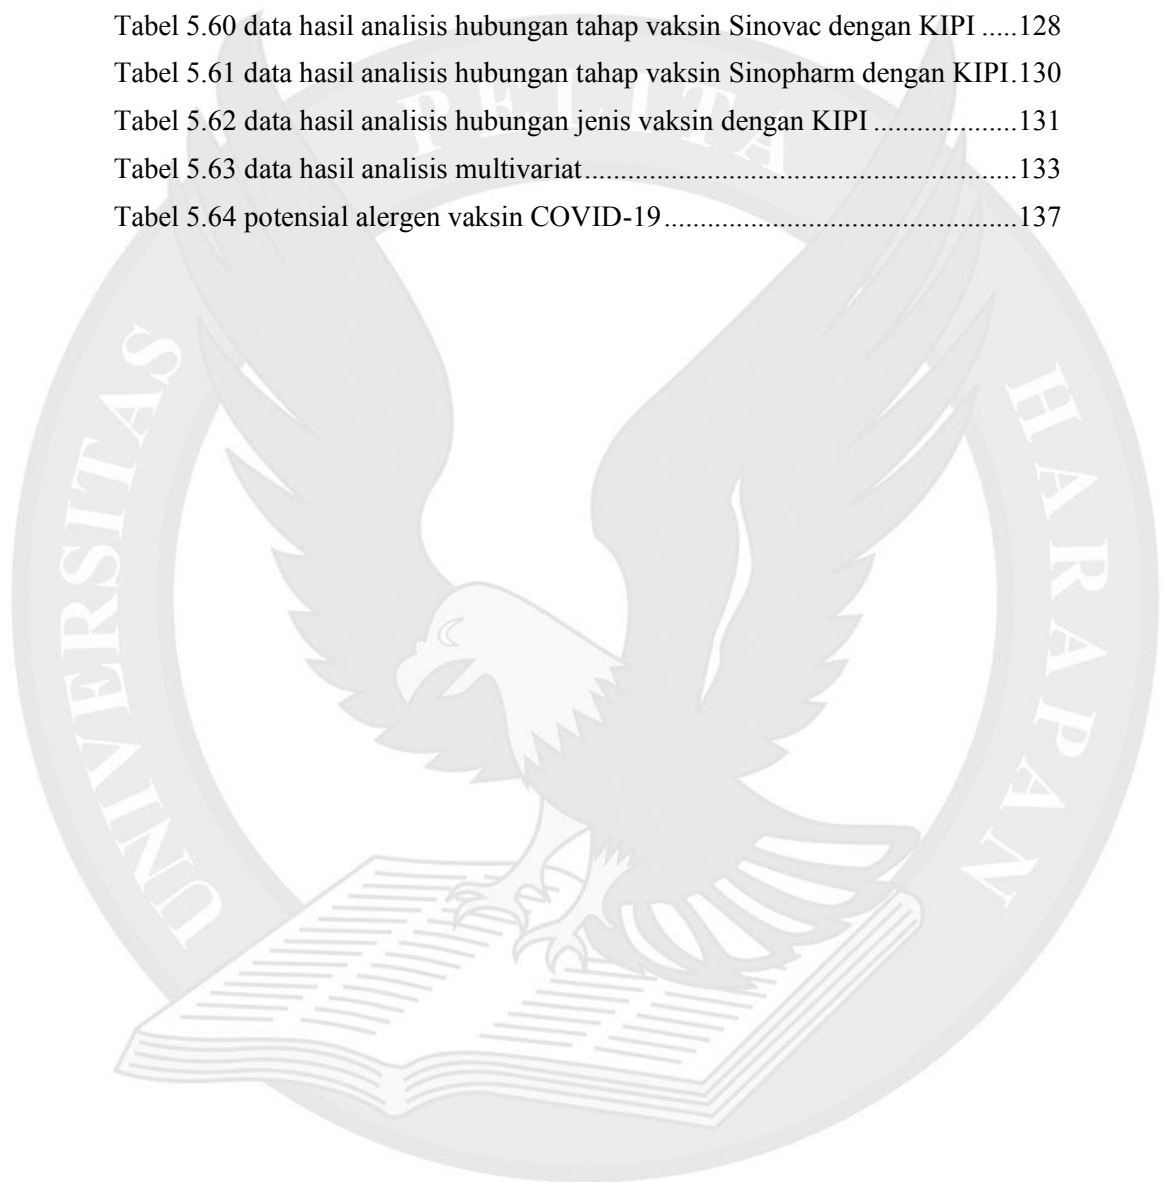 Tabel 5.60 data hasil analisis hubungan tahap vaksin Sinovac dengan KIPI .....128
Tabel 5.61 data hasil analisis hubungan tahap vaksin Sinopharm dengan KIPI.130
Tabel 5.62 data hasil analisis hubungan jenis vaksin dengan KIPI ...................131
Tabel 5.63 data hasil analisis multivariat..............................................................133
Tabel 5.64 potensial alergen vaksin COVID-19..................................................137
UNIVERSITAS
PELITA
HARAPAN